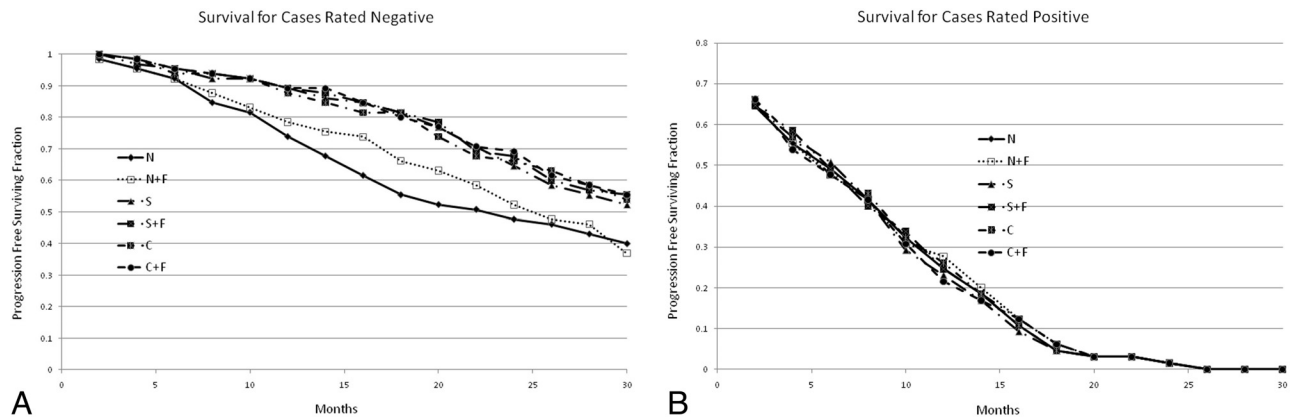 Survival for Cases Rated Negative
Progression Free Surviving Fraction
1
0.9
0.8
0.7
0.6
0.5
0.4
0.3
0.2
0.1
0
N
N+F
S
S+F
C
C+F
0 5 10 15 20 25 30
Months
A
Survival for Cases Rated Positive
Progression Free Surviving Fraction
0.8
0.7
0.6
0.5
0.4
0.3
0.2
0.1
0
N
N+F
S
S+F
C
C+F
0 5 10 15 20 25 30
Months
B